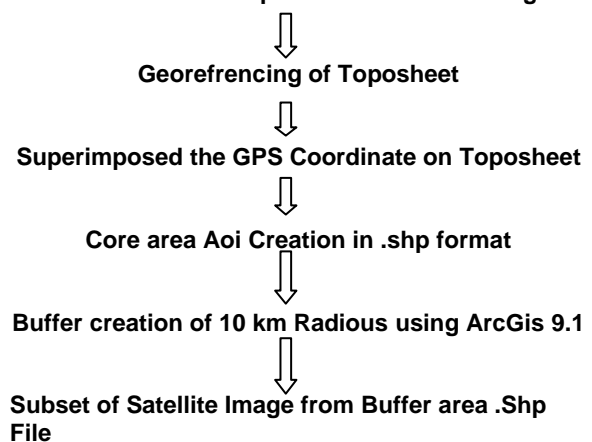 Georefrencing of Toposheet
Superimposed the GPS Coordinate on Toposheet
Core area Aoi Creation in .shp format
Buffer creation of 10 km Radious using ArcGis 9.1
Subset of Satellite Image from Buffer area .Shp
File